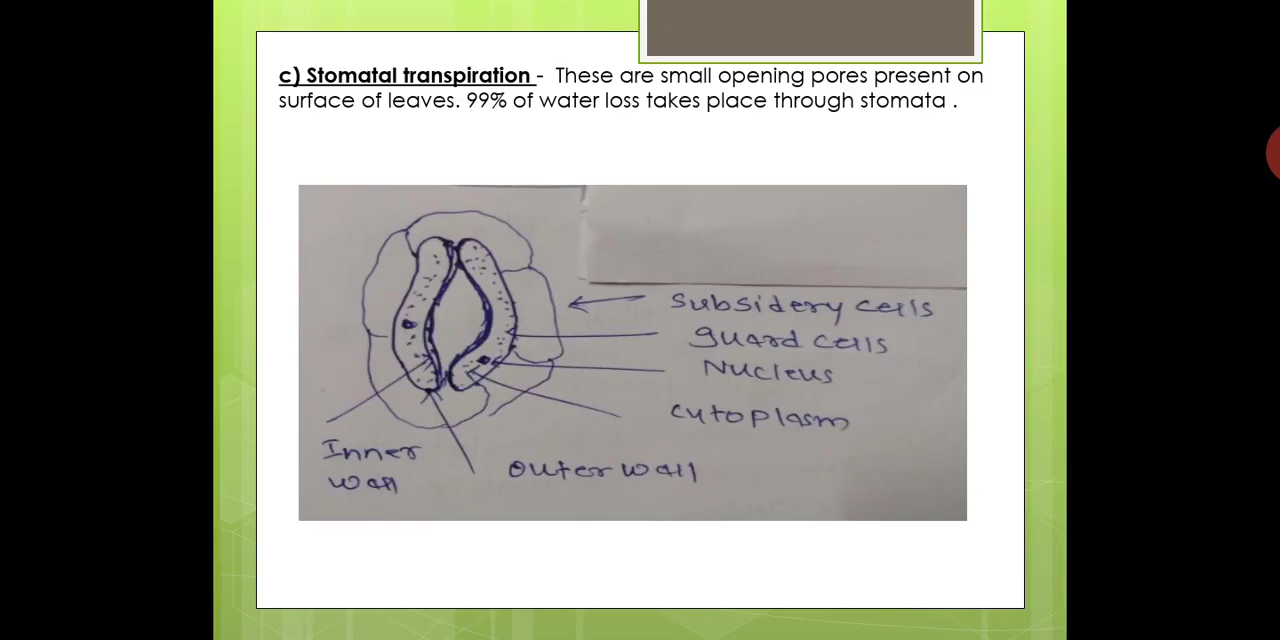 c) Stomatal transpiration - These are small opening pores present on
surface of leaves. 99% of water loss takes place through stomata .
Subsidery cells
guard cells
Nucleus
cytoplasm
Inner
wall
outer wall